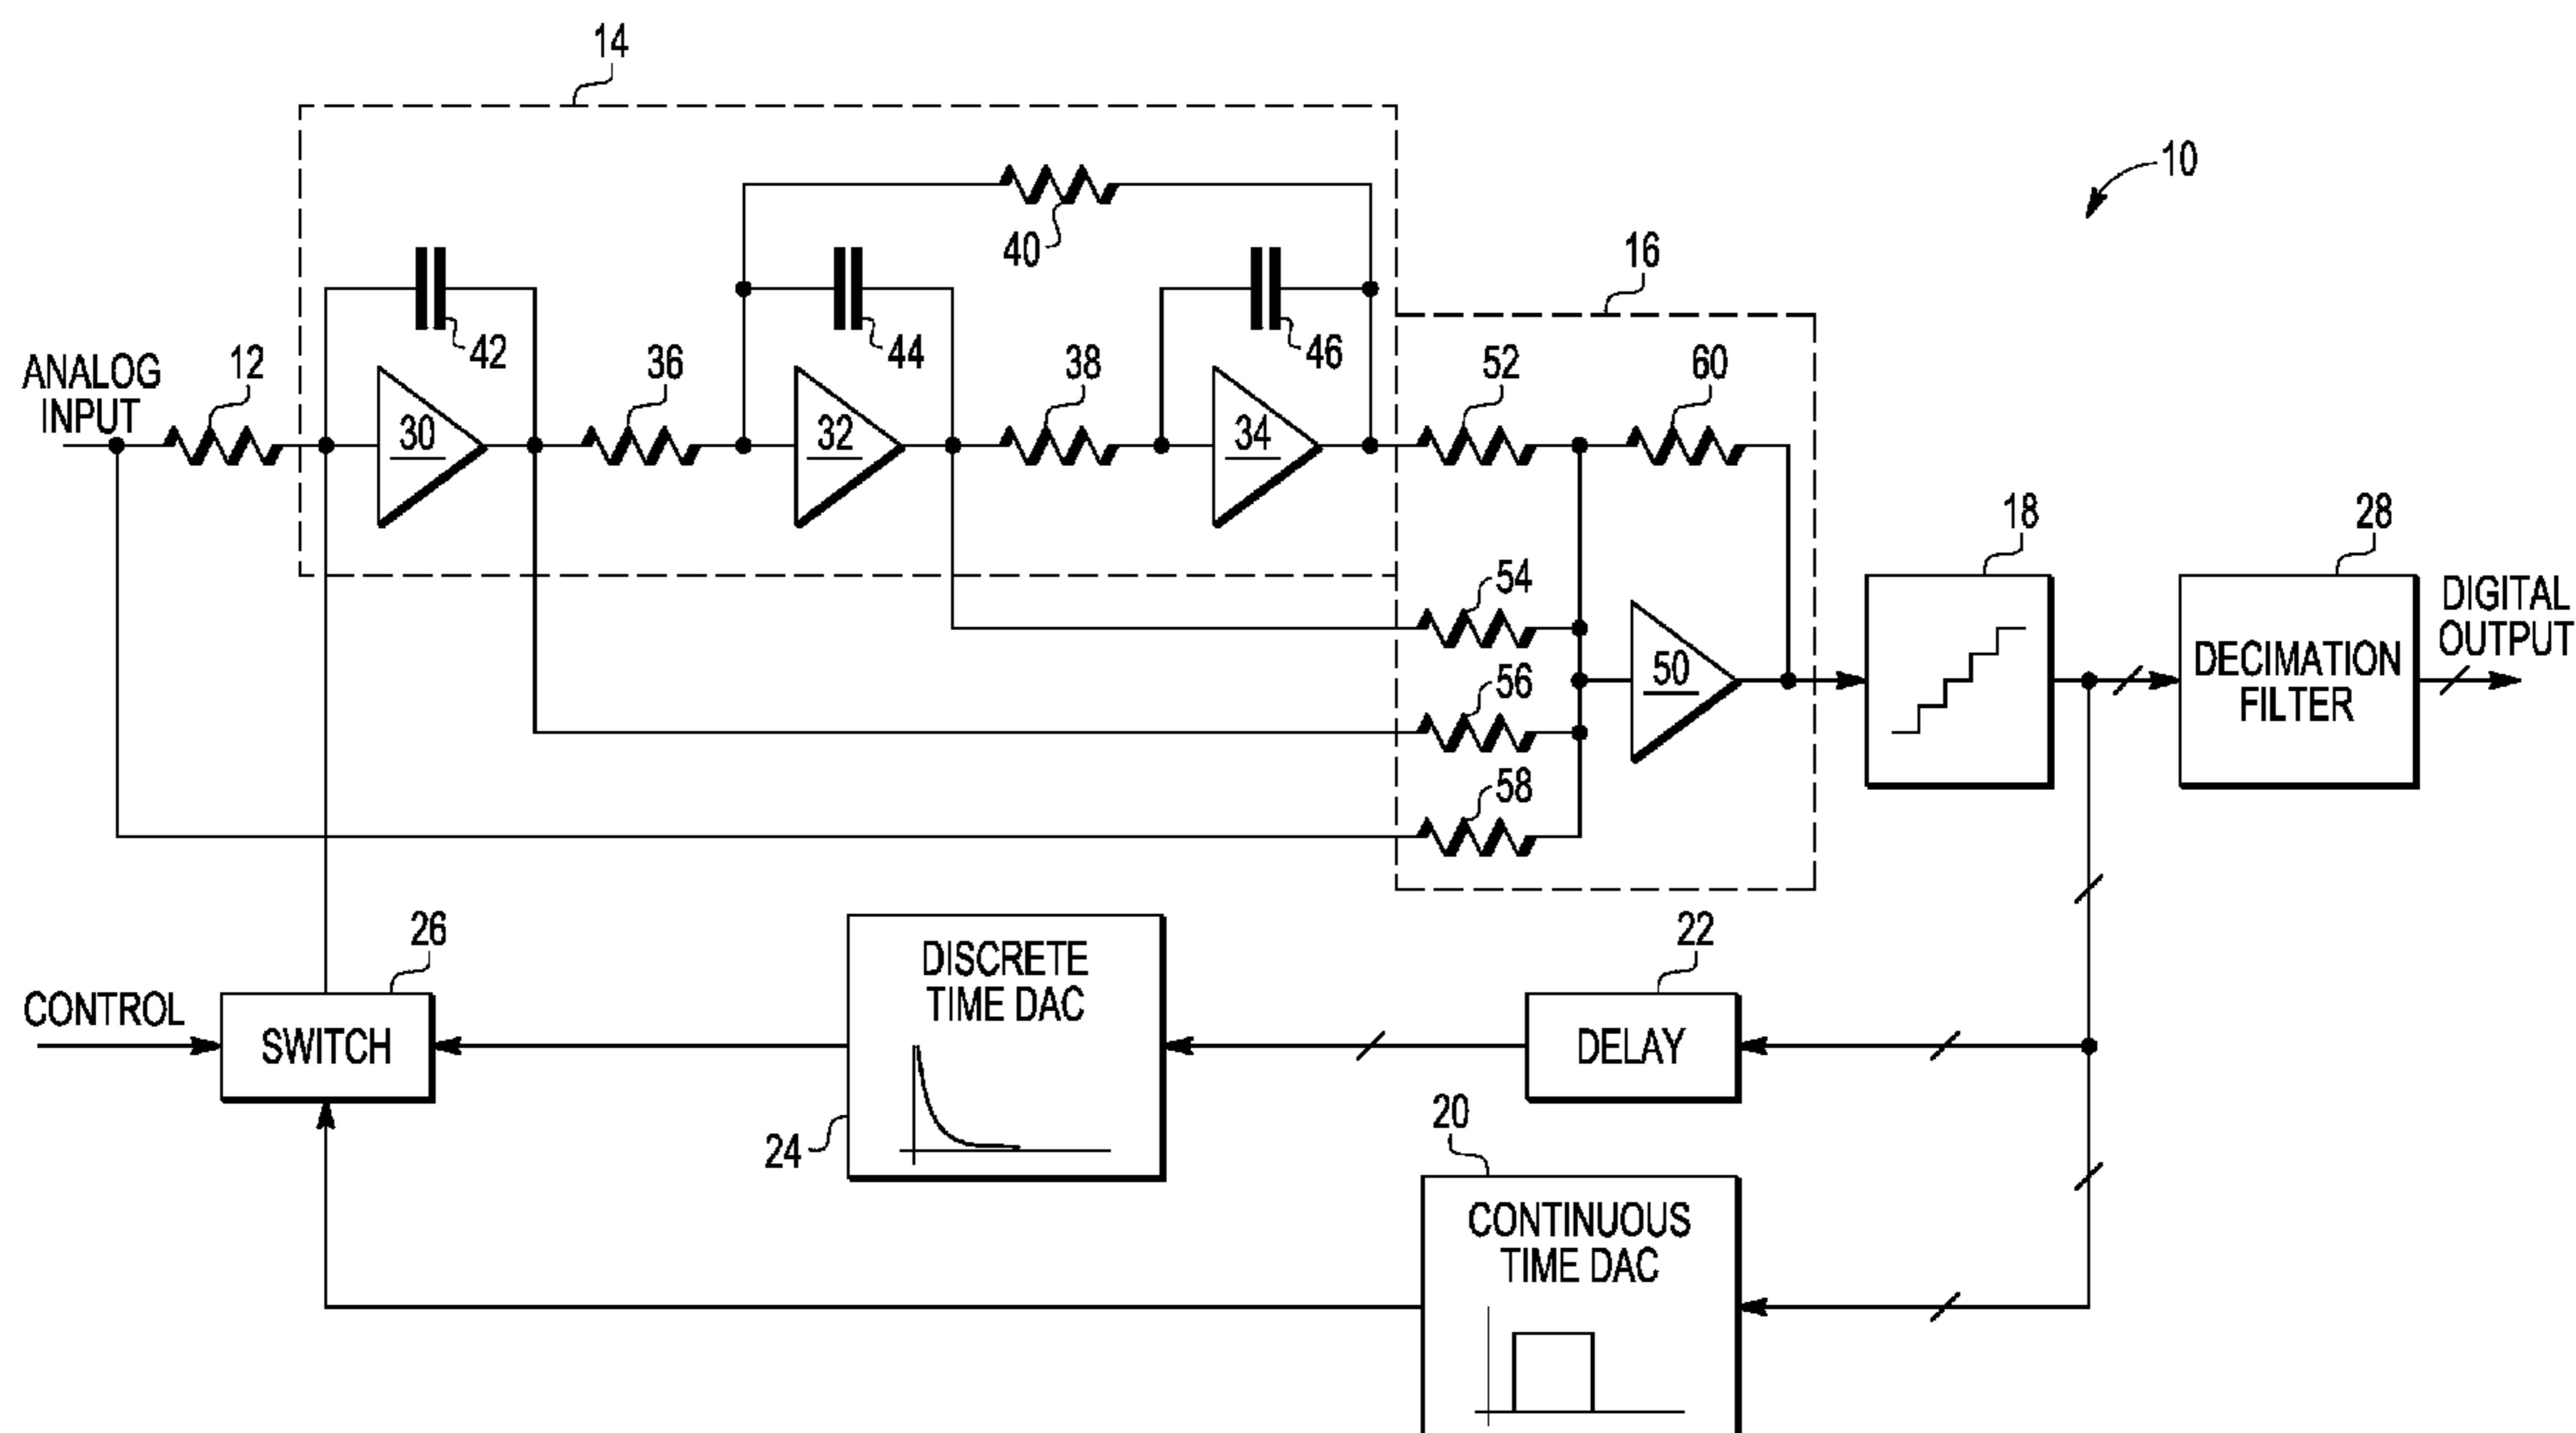 14
10
40
16
ANALOG
INPUT
12
42
36
44
38
46
52
60
30
32
34
18
28
54
DIGITAL
OUTPUT
56
50
DECIMATION
FILTER
58
26
DISCRETE
TIME DAC
22
CONTROL
SWITCH
DELAY
24
20
CONTINUOUS
TIME DAC